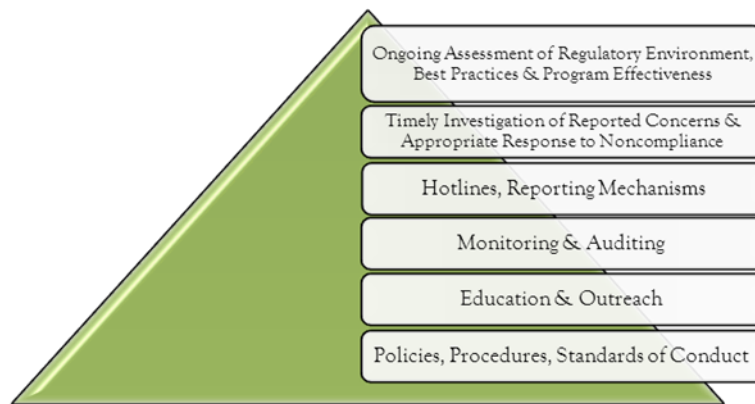 Ongoing Assessment of Regulatory Environment,
Best Practices & Program Effectiveness
Timely Investigation of Reported Concerns &
Appropriate Response to Noncompliance
Hotlines, Reporting Mechanisms
Monitoring & Auditing
Education & Outreach
Policies, Procedures, Standards of Conduct